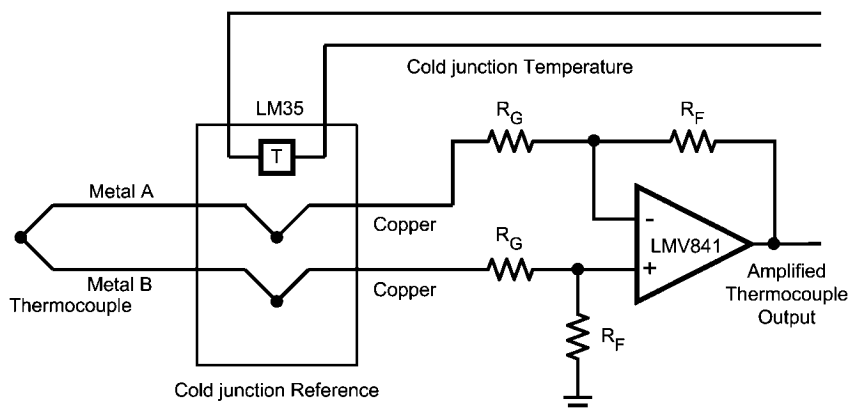 Cold junction Temperature
LM35
T
R_G
R_F
Metal A
Copper
Metal B
Thermocouple
Copper
R_G
-
LMV841
+
R_F
Amplified
Thermocouple
Output
Cold junction Reference